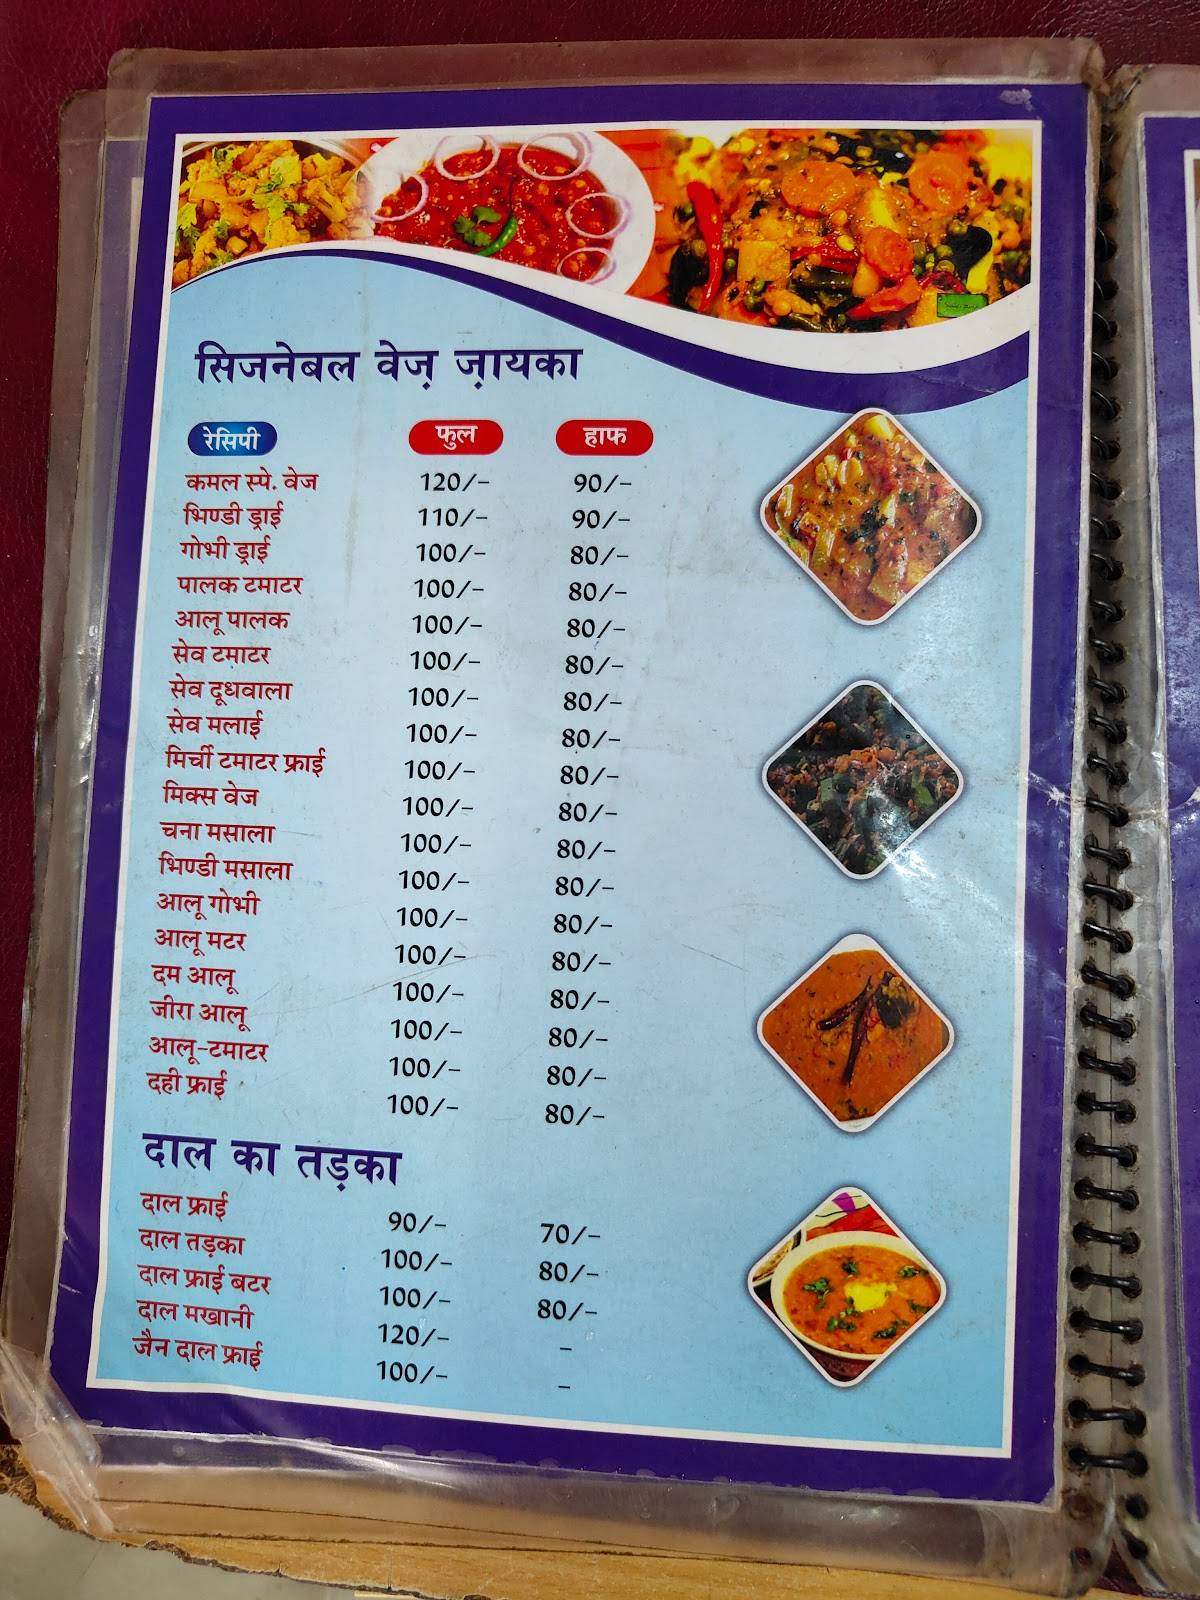 सिजनेबल वेज़ ज़ायका
रेसिपी फुल हाफ
कमल स्पे. वेज 120/- 90/-
भिण्डी ड्राई 110/- 90/-
गोभी ड्राई 100/- 80/-
पालक टमाटर 100/- 80/-
आलू पालक 100/- 80/-
सेव टमाटर 100/- 80/-
सेव दूधवाला 100/- 80/-
सेव मलाई 100/- 80/-
मिर्ची टमाटर फ्राई 100/- 80/-
मिक्स वेज 100/- 80/-
चना मसाला 100/- 80/-
भिण्डी मसाला 100/- 80/-
आलू गोभी 100/- 80/-
आलू मटर 100/- 80/-
दम आलू 100/- 80/-
जीरा आलू 100/- 80/-
आलू-टमाटर 100/- 80/-
दही फ्राई 100/- 80/-
दाल का तड़का
दाल फ्राई 90/- 70/-
दाल तड़का 100/- 80/-
दाल फ्राई बटर 100/- 80/-
दाल मखानी 120/- -
जैन दाल फ्राई 100/- -